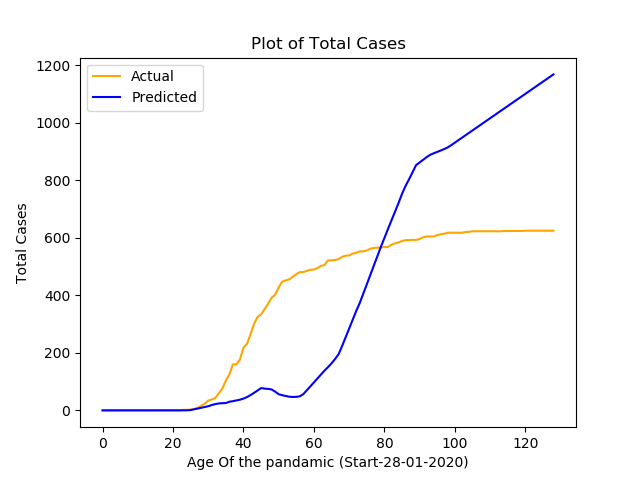 Plot of Total Cases
Actual
Predicted
1200
1000
800
600
400
200
0
Total Cases
0 20 40 60 80 100 120
Age Of the pandamic (Start-28-01-2020)